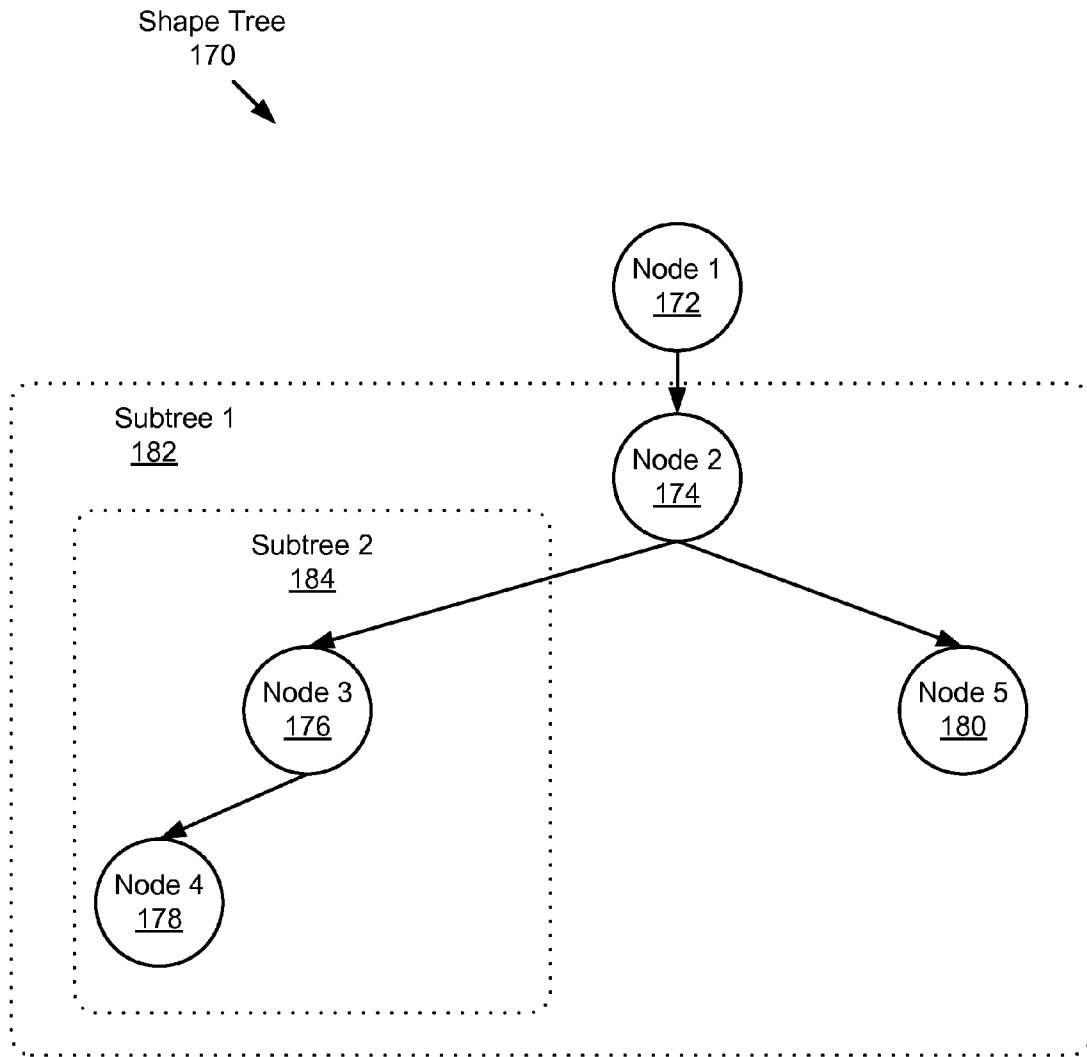 Shape Tree
170
Node 1
172
Subtree 1
182
Node 2
174
Subtree 2
184
Node 3
176
Node 5
180
Node 4
178